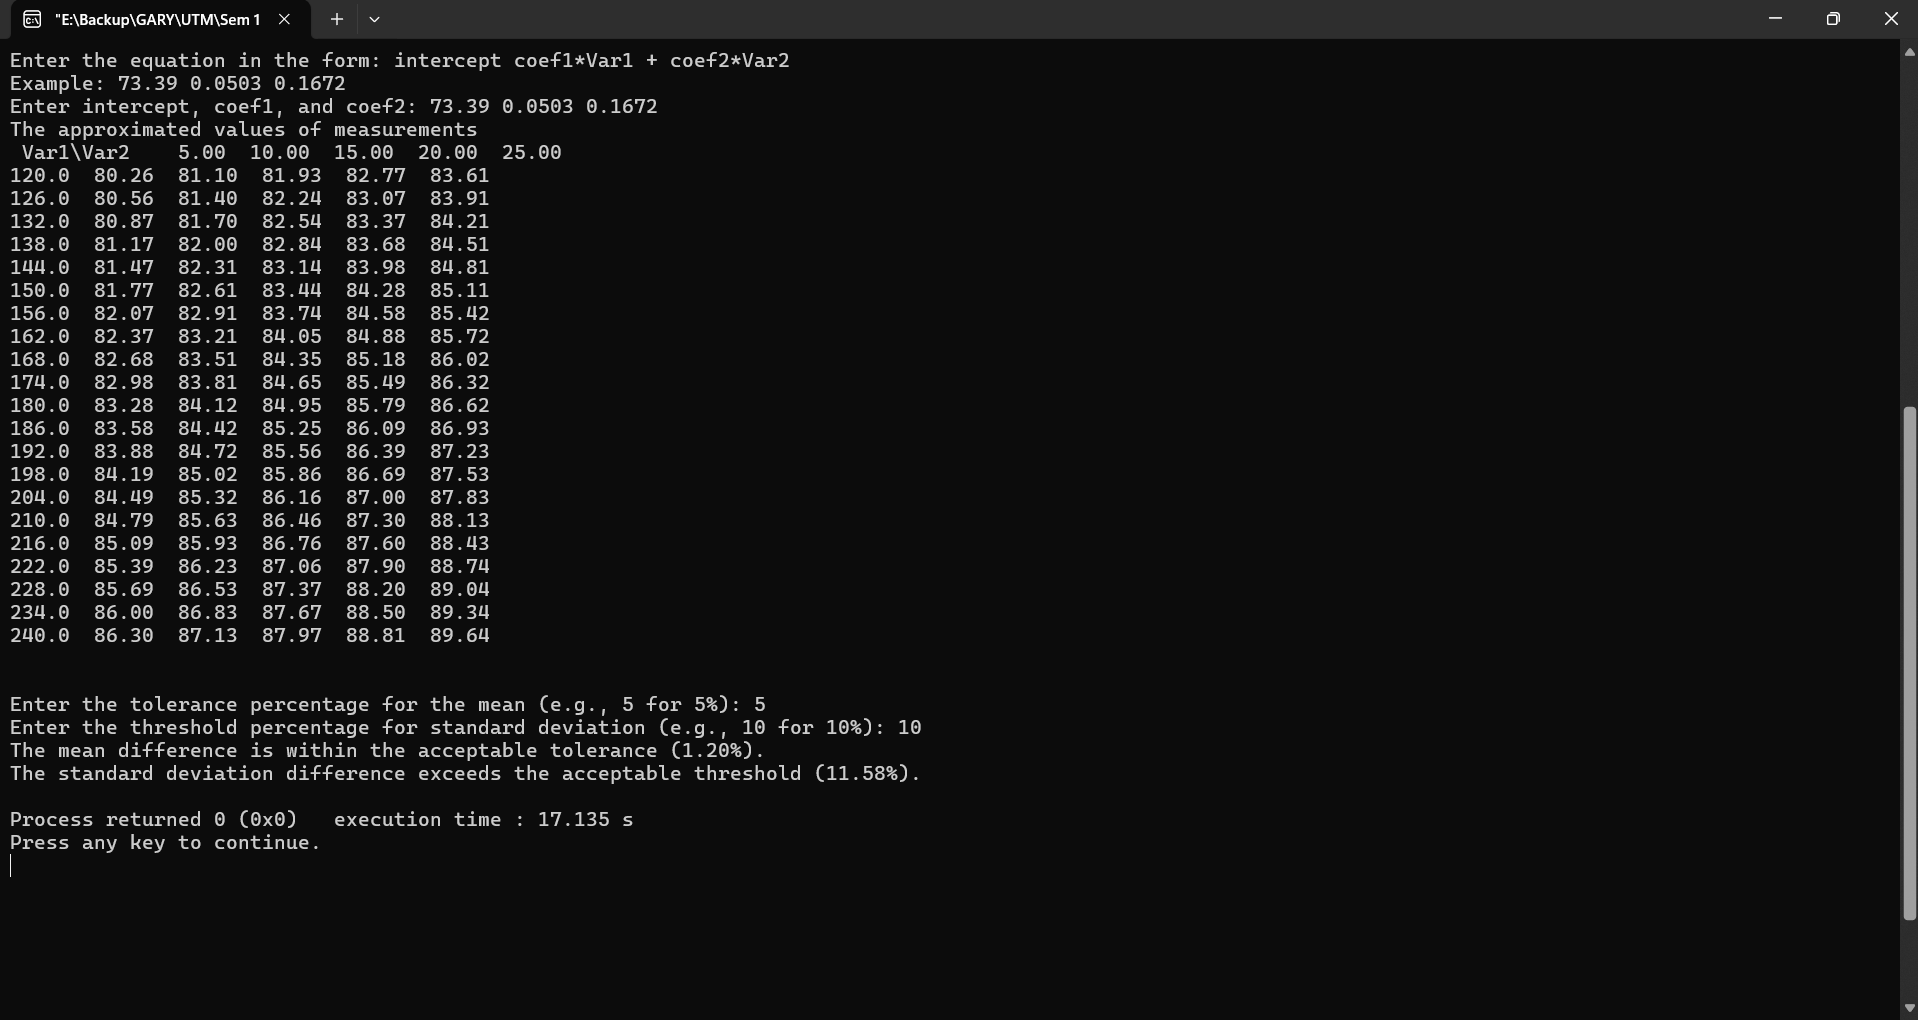 "E:\Backup\GARY\UTM\Sem 1
Enter the equation in the form: intercept coef1*Var1 + coef2*Var2
Example: 73.39 0.0503 0.1672
Enter intercept, coef1, and coef2: 73.39 0.0503 0.1672
The approximated values of measurements
 Var1\Var2    5.00  10.00  15.00  20.00  25.00
120.0  80.26  81.10  81.93  82.77  83.61
126.0  80.56  81.40  82.24  83.07  83.91
132.0  80.87  81.70  82.54  83.37  84.21
138.0  81.17  82.00  82.84  83.68  84.51
144.0  81.47  82.31  83.14  83.98  84.81
150.0  81.77  82.61  83.44  84.28  85.11
156.0  82.07  82.91  83.74  84.58  85.42
162.0  82.37  83.21  84.05  84.88  85.72
168.0  82.68  83.51  84.35  85.18  86.02
174.0  82.98  83.81  84.65  85.49  86.32
180.0  83.28  84.12  84.95  85.79  86.62
186.0  83.58  84.42  85.25  86.09  86.93
192.0  83.88  84.72  85.56  86.39  87.23
198.0  84.19  85.02  85.86  86.69  87.53
204.0  84.49  85.32  86.16  87.00  87.83
210.0  84.79  85.63  86.46  87.30  88.13
216.0  85.09  85.93  86.76  87.60  88.43
222.0  85.39  86.23  87.06  87.90  88.74
228.0  85.69  86.53  87.37  88.20  89.04
234.0  86.00  86.83  87.67  88.50  89.34
240.0  86.30  87.13  87.97  88.81  89.64
Enter the tolerance percentage for the mean (e.g., 5 for 5%): 5
Enter the threshold percentage for standard deviation (e.g., 10 for 10%): 10
The mean difference is within the acceptable tolerance (1.20%).
The standard deviation difference exceeds the acceptable threshold (11.58%).
Process returned 0 (0x0)   execution time : 17.135 s
Press any key to continue.